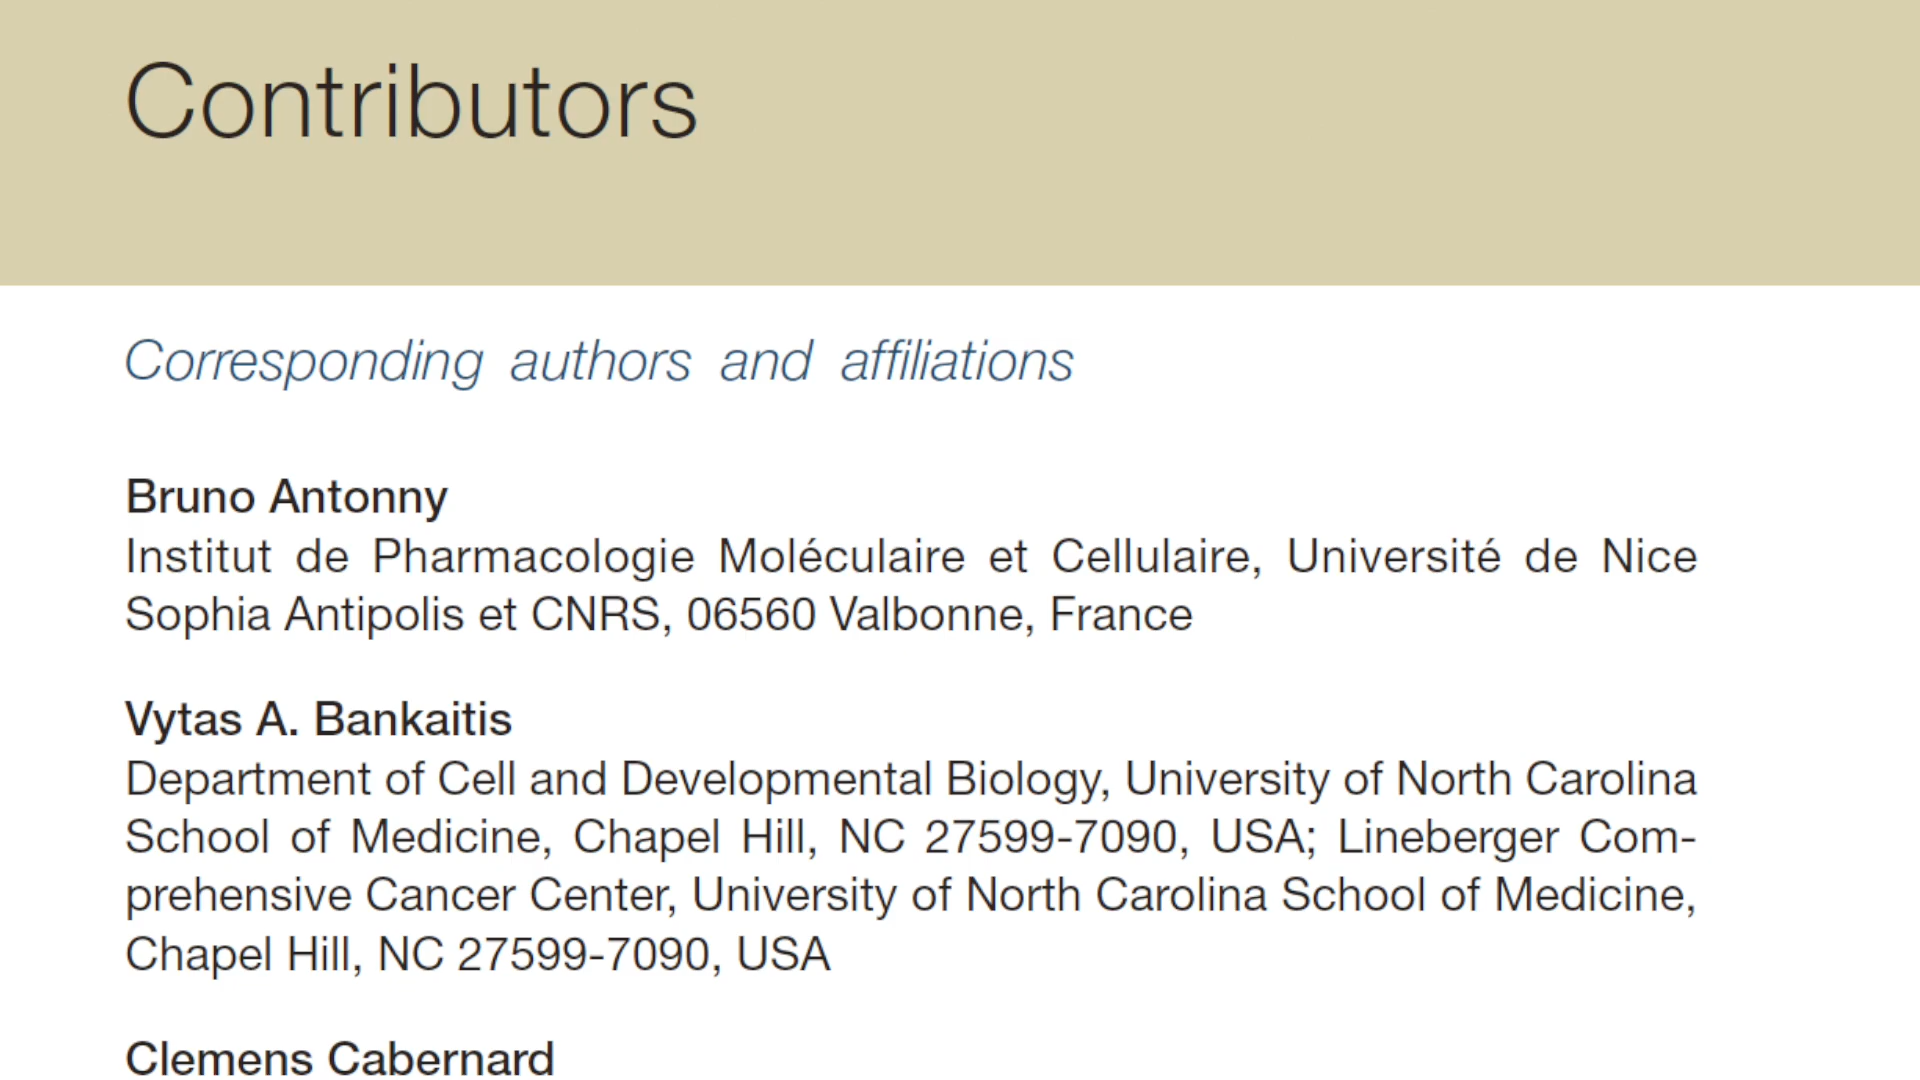 Contributors
Corresponding authors and affiliations
Bruno Antonny
Institut de Pharmacologie Moléculaire et Cellulaire, Université de Nice
Sophia Antipolis et CNRS, 06560 Valbonne, France
Vytas A. Bankaitis
Department of Cell and Developmental Biology, University of North Carolina
School of Medicine, Chapel Hill, NC 27599-7090, USA; Lineberger Com-
prehensive Cancer Center, University of North Carolina School of Medicine,
Chapel Hill, NC 27599-7090, USA
Clemens Cabernard